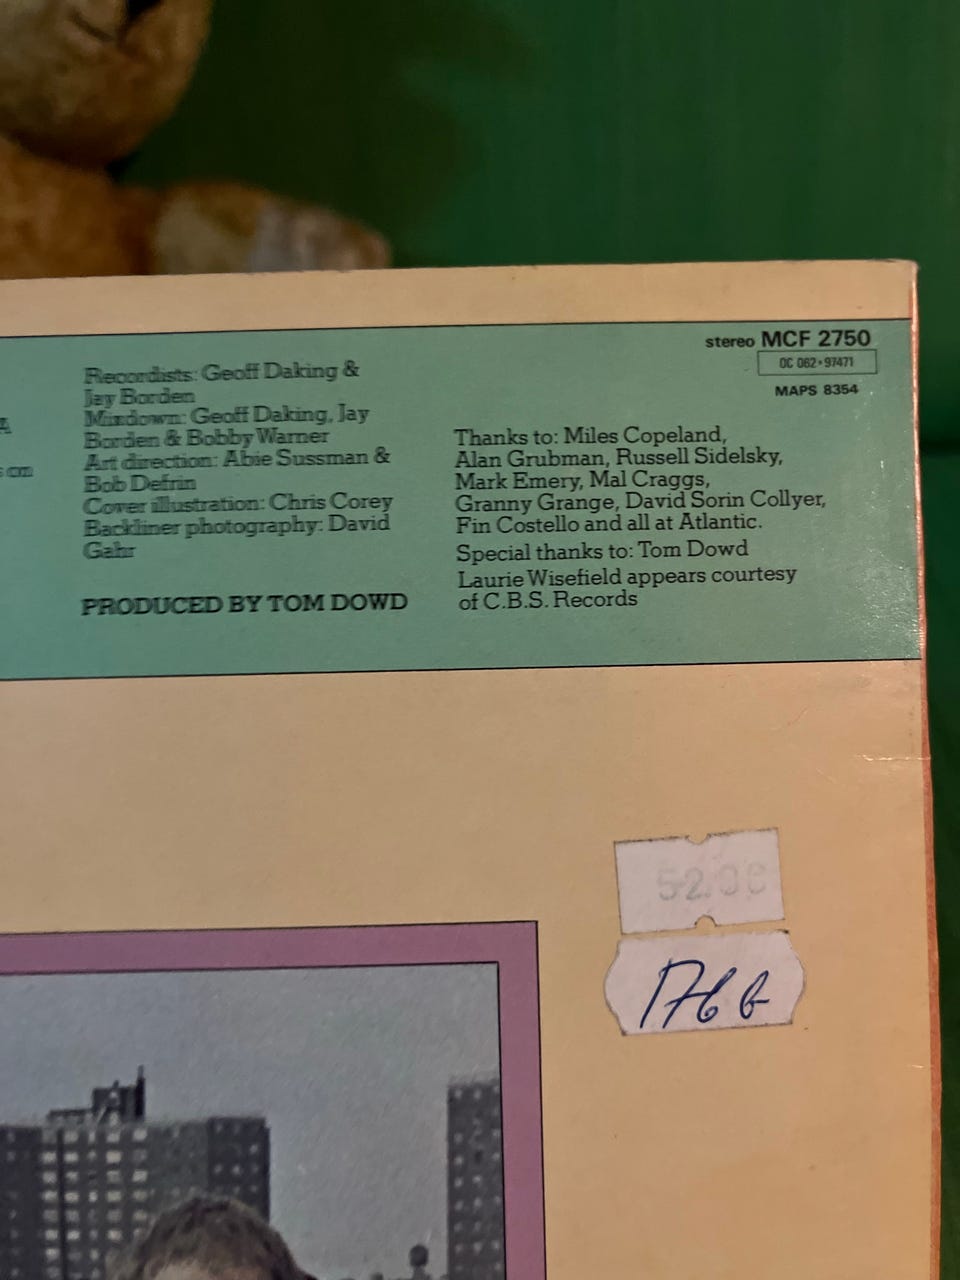 stereo MCF 2750
OC 062•97471
MAPS 8354
Recordists: Geoff Daking &
Jay Borden
Mixdown: Geoff Daking, Jay
Borden & Bobby Warner
Art direction: Abie Sussman &
Bob Defrin
Cover illustration: Chris Corey
Backliner photography: David
Gahr
PRODUCED BY TOM DOWD
Thanks to: Miles Copeland,
Alan Grubman, Russell Sidelsky,
Mark Emery, Mal Craggs,
Granny Grange, David Sorin Collyer,
Fin Costello and all at Atlantic.
Special thanks to: Tom Dowd
Laurie Wisefield appears courtesy
of C.B.S. Records